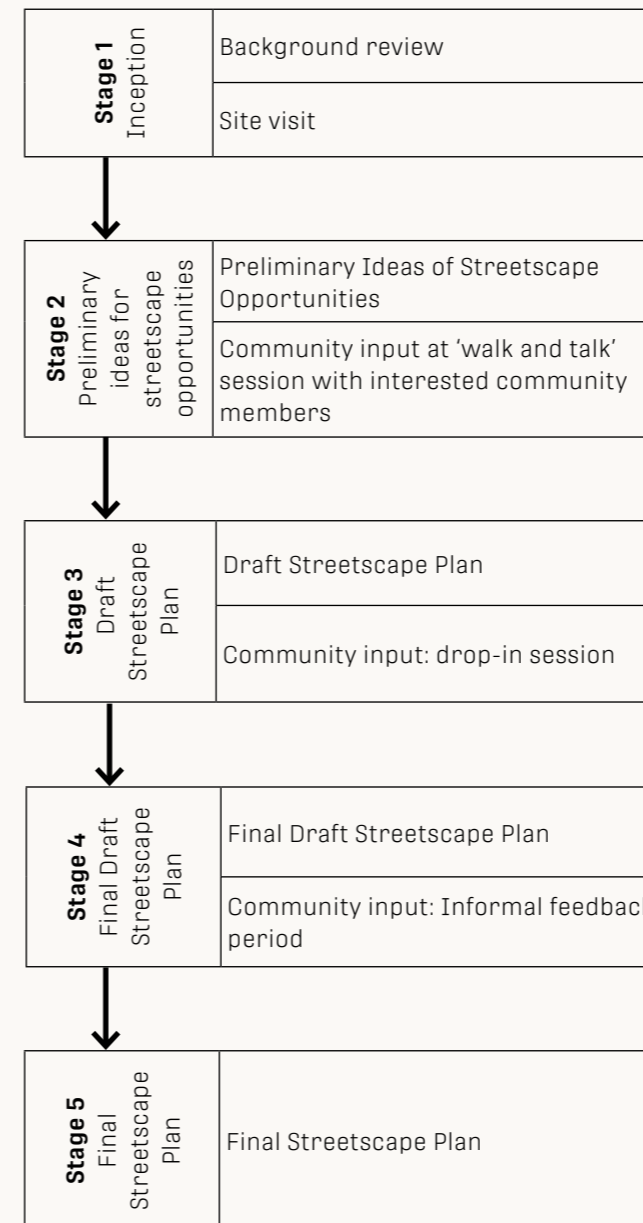 Stage 1
Inception
Background review
Site visit
Stage 2
Preliminary
ideas for
streetscape
opportunities
Preliminary Ideas of Streetscape
Opportunities
Community input at ‘walk and talk’
session with interested community
members
Stage 3
Draft
Streetscape
Plan
Draft Streetscape Plan
Community input: drop-in session
Stage 4
Final Draft
Streetscape
Plan
Final Draft Streetscape Plan
Community input: Informal feedback
period
Stage 5
Final
Streetscape
Plan
Final Streetscape Plan